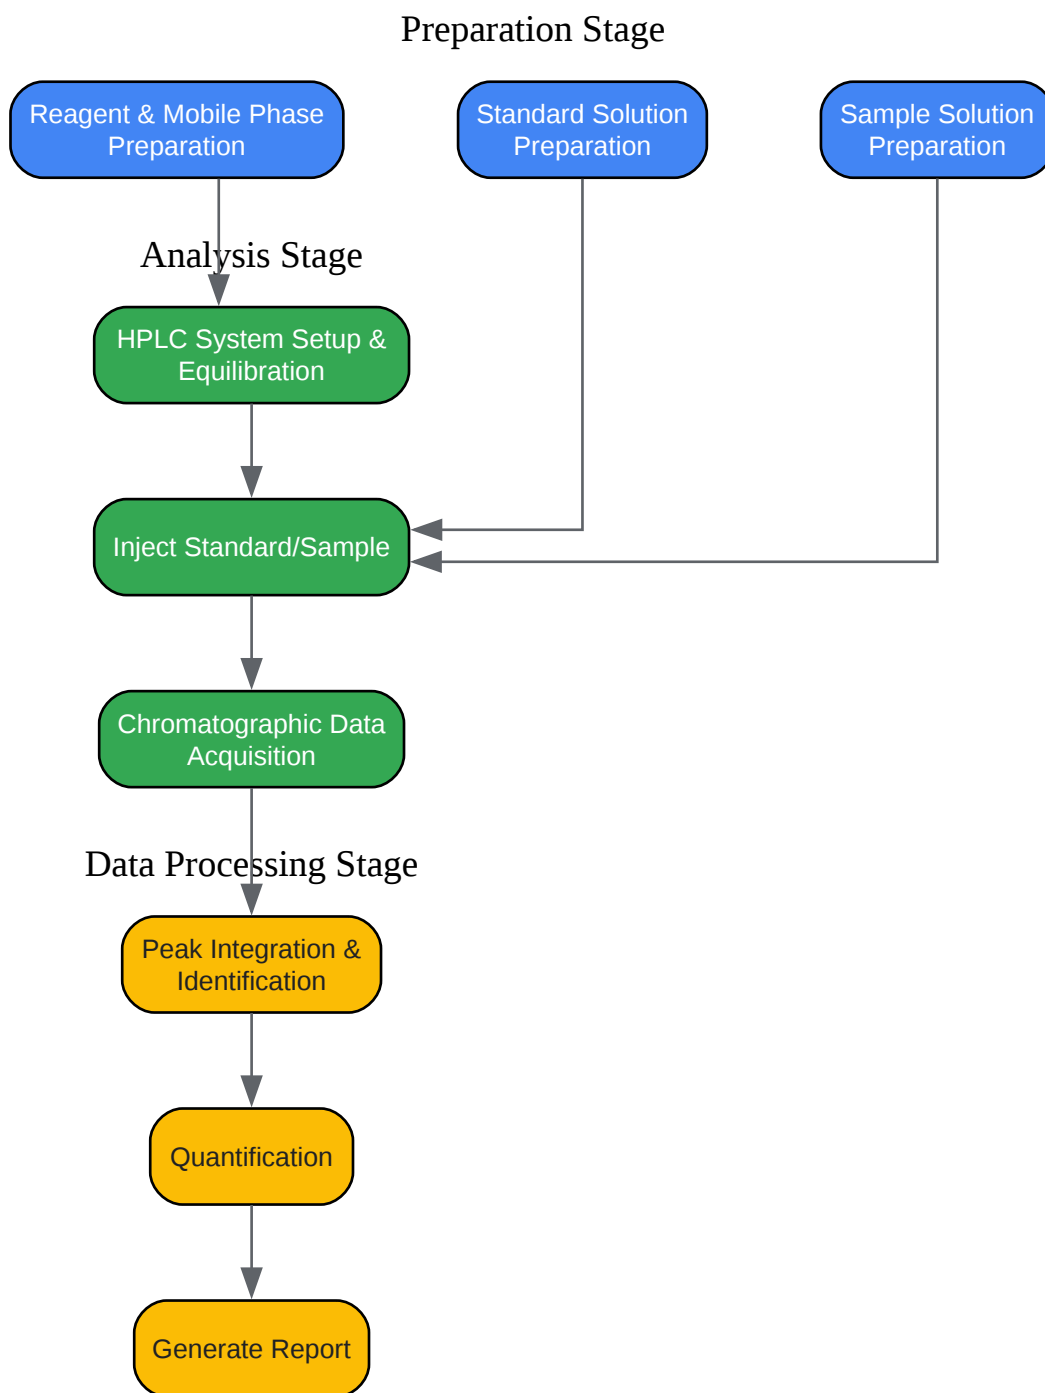 Preparation Stage
Reagent & Mobile Phase
Preparation
Standard Solution
Preparation
Sample Solution
Preparation
Analysis Stage
HPLC System Setup &
Equilibration
Inject Standard/Sample
Chromatographic Data
Acquisition
Data Processing Stage
Peak Integration &
Identification
Quantification
Generate Report